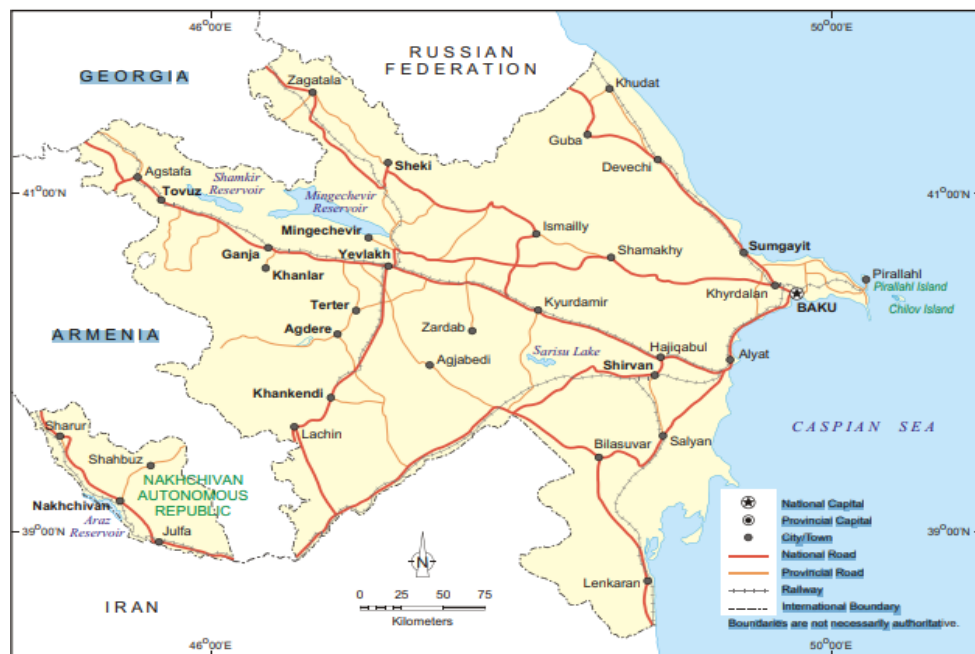 46°00'E
50°00'E
RUSSIAN
FEDERATION
GEORGIA
Zagatala
Khudat
Guba
Devechi
Sheki
41°00'N
Agstafa
Shamkir
Reservoir
41°00'N
Tovuz
Mingechevir
Reservoir
Mingechevir
Ismailly
Ganja
Yevlakh
Shamakhy
Sumgayit
Khanlar
Khyrdalan
Pirallahl
Pirallahl Island
BAKU
Chilov Island
Terter
Kyurdamir
ARMENIA
Agdere
Zardab
Sarisu Lake
Hajiqabul
Alyat
Agjabedi
Shirvan
Khankendi
Lachin
Sharur
Bilasuvar
Salyan
CASPIAN SEA
Shahbuz
NAKHCHIVAN
AUTONOMOUS
REPUBLIC
Nakhchivan
Araz
Reservoir
39°00'N
Julfa
39°00'N
N
Lenkaran
0 25 50 75
Kilometers
IRAN
National Capital
Provincial Capital
City/Town
National Road
Provincial Road
Railway
International Boundary
Boundaries are not necessarily authoritative.
46°00'E
50°00'E